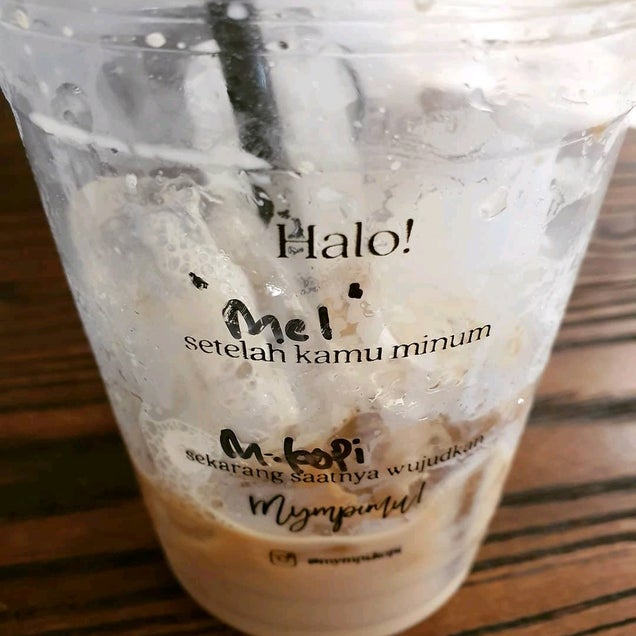 Halo!
"Mel"
setelah kamu minum
M. kopi
sekarang saatnya wujudkan
Mympimu!